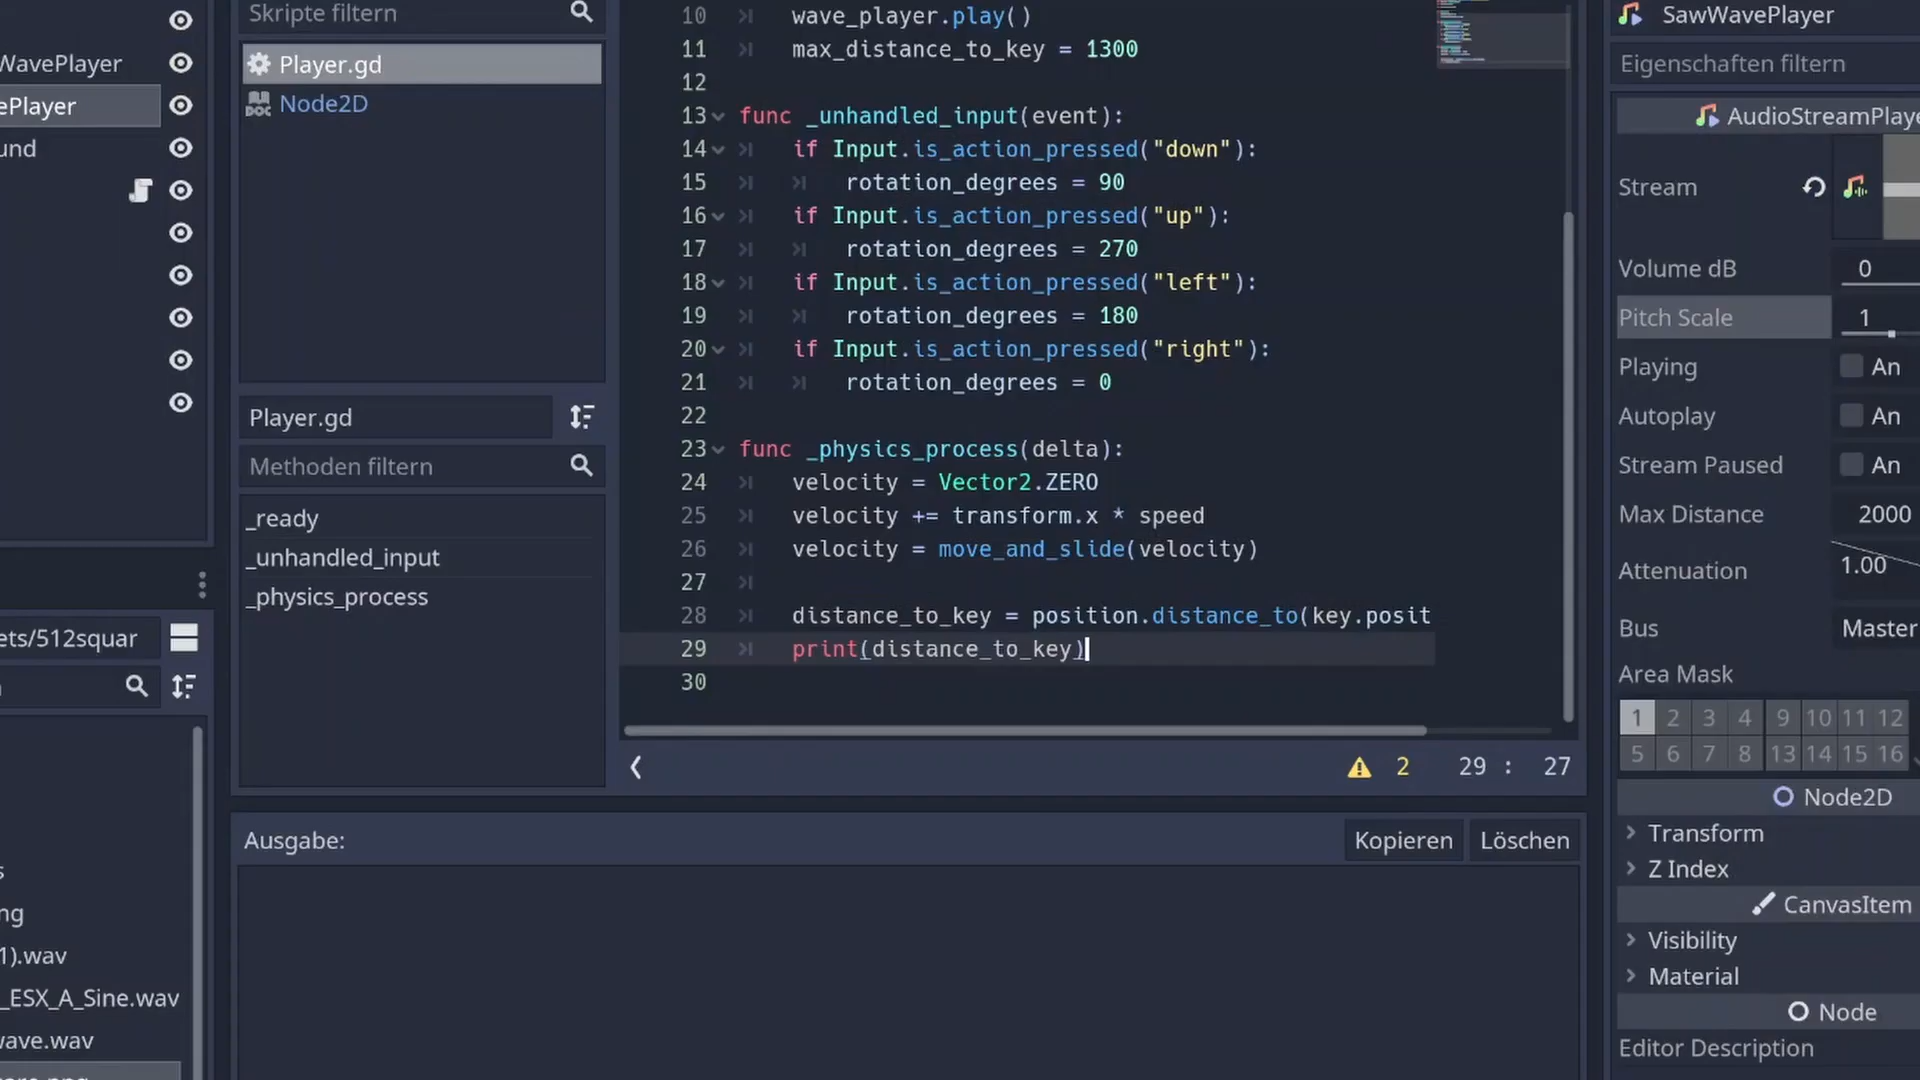 WavePlayer
ePlayer
und
ets/512squar
s
ng
1).wav
_ESX_A_Sine.wav
wave.wav
Skripte filtern
Player.gd
Node2D
Player.gd
Methoden filtern
_ready
_unhandled_input
_physics_process
10 wave_player.play()
11 max_distance_to_key = 1300
12
13 func _unhandled_input(event):
14 if Input.is_action_pressed("down"):
15 rotation_degrees = 90
16 if Input.is_action_pressed("up"):
17 rotation_degrees = 270
18 if Input.is_action_pressed("left"):
19 rotation_degrees = 180
20 if Input.is_action_pressed("right"):
21 rotation_degrees = 0
22
23 func _physics_process(delta):
24 velocity = Vector2.ZERO
25 velocity += transform.x * speed
26 velocity = move_and_slide(velocity)
27
28 distance_to_key = position.distance_to(key.posit
29 print(distance_to_key)
30
2 29 : 27
Ausgabe:
Kopieren
Löschen
SawWavePlayer
Eigenschaften filtern
AudioStreamPlaye
Stream
Volume dB 0
Pitch Scale 1
Playing An
Autoplay An
Stream Paused An
Max Distance 2000
Attenuation 1.00
Bus Master
Area Mask
1 2 3 4 9 10 11 12
5 6 7 8 13 14 15 16
Node2D
Transform
Z Index
CanvasItem
Visibility
Material
Node
Editor Description